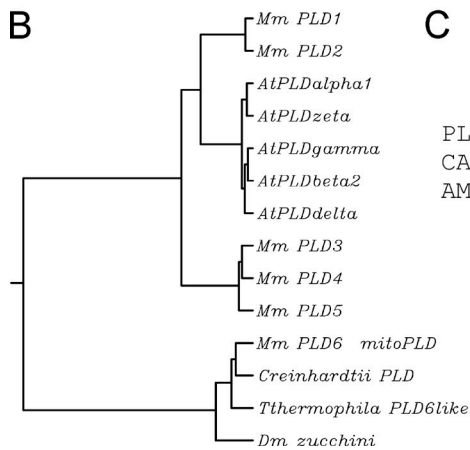 B
C
Mm PLD1
Mm PLD2
AtPLDalpha1
AtPLDzeta
AtPLDgamma
AtPLDbeta2
AtPLDdelta
Mm PLD3
Mm PLD4
Mm PLD5
Mm PLD6 mitoPLD
Creinhardtii PLD
Tthermophila PLD6like
Dm zucchini
PL
CA
AM